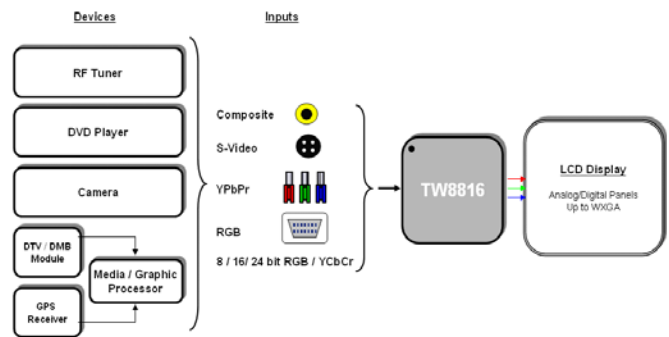 Devices
Inputs
RF Tuner
DVD Player
Camera
DTV / DMB
Module
Media / Graphic
Processor
GPS
Receiver
Composite
S-Video
YPbPr
RGB
8 / 16/ 24 bit RGB / YCbCr
TW8816
LCD Display
Analog/Digital Panels
Up to WXGA